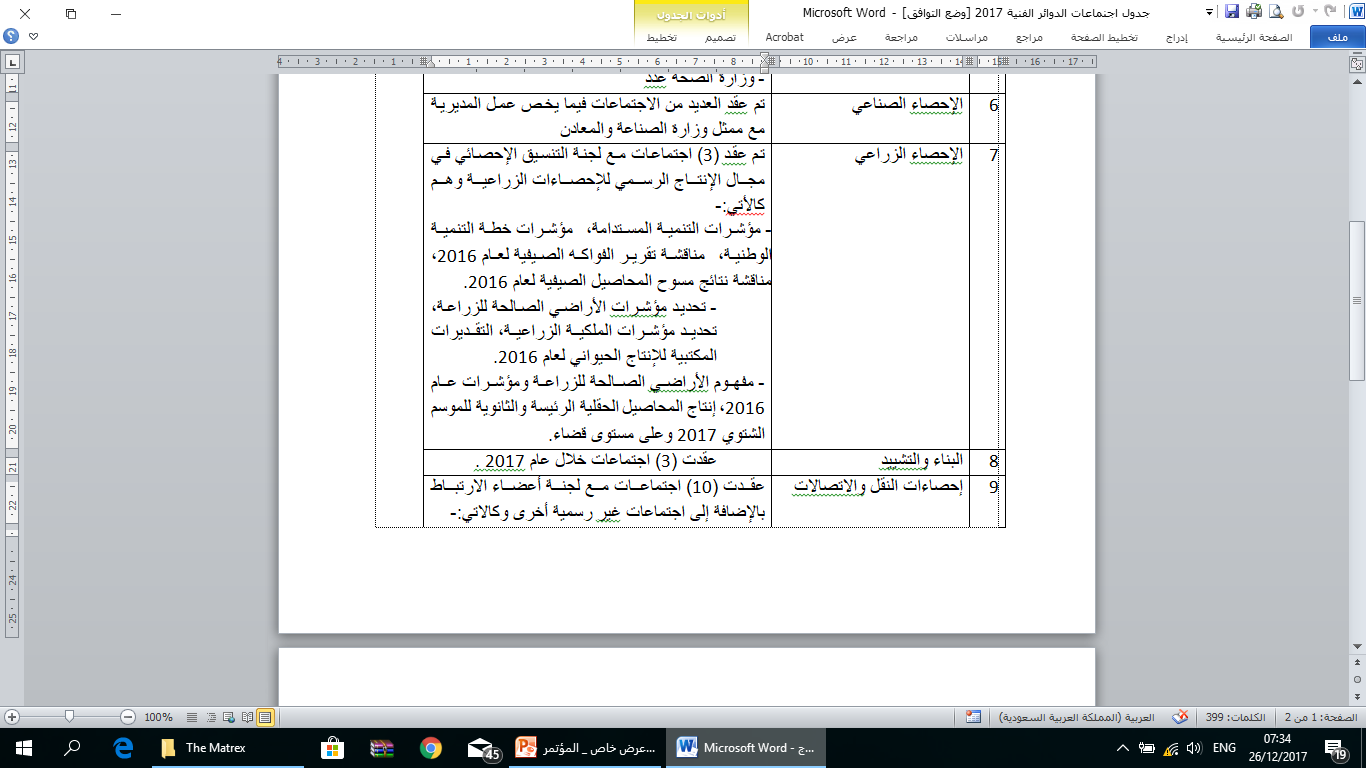 جدول اجتماعات الدوائر الفنية 2017 [وضع التوافق] - Microsoft Word
أدوات الجدول
ملف الصفحة الرئيسية إدراج تخطيط الصفحة مراسلات مراجع مراجعة عرض Acrobat تصميم تخطيط
- وزارة الصحة عدد
6 الإحصاء الصناعي
تم عقد العديد من الاجتماعات فيما يخص عمل المديرية
مع ممثل وزارة الصناعة والمعادن
7 الإحصاء الزراعي
تم عقد (3) اجتماعات مع لجنة التنسيق الإحصائي في
مجال الإنتاج الرسمي للإحصاءات الزراعية وهم
كالأتي:-
- مؤشرات التنمية المستدامة، مؤشرات خطة التنمية
الوطنية، مناقشة تقرير الفواكه الصيفية لعام 2016،
مناقشة نتائج مسوح المحاصيل الصيفية لعام 2016.
- تحديد مؤشرات الأراضي الصالحة للزراعة،
تحديد مؤشرات الملكية الزراعية، التقديرات
المكتبية للإنتاج الحيواني لعام 2016.
- مفهوم الأراضي الصالحة للزراعة ومؤشرات عام
2016، إنتاج المحاصيل الحقلية الرئيسة والثانوية للموسم
الشتوي 2017 وعلى مستوى قضاء.
8 البناء والتشييد
عقدت (3) اجتماعات خلال عام 2017 .
9 إحصاءات النقل والاتصالات
عقدت (10) اجتماعات مع لجنة أعضاء الارتباط
بالإضافة إلى اجتماعات غير رسمية أخرى وكالاتي:-
الصفحة: 1 من 2 الكلمات: 399 العربية (المملكة العربية السعودية) 100%
The Matrex
45
عرض خاص _ المؤتمر...
Microsoft Word - ج...
ENG
07:34
26/12/2017
19